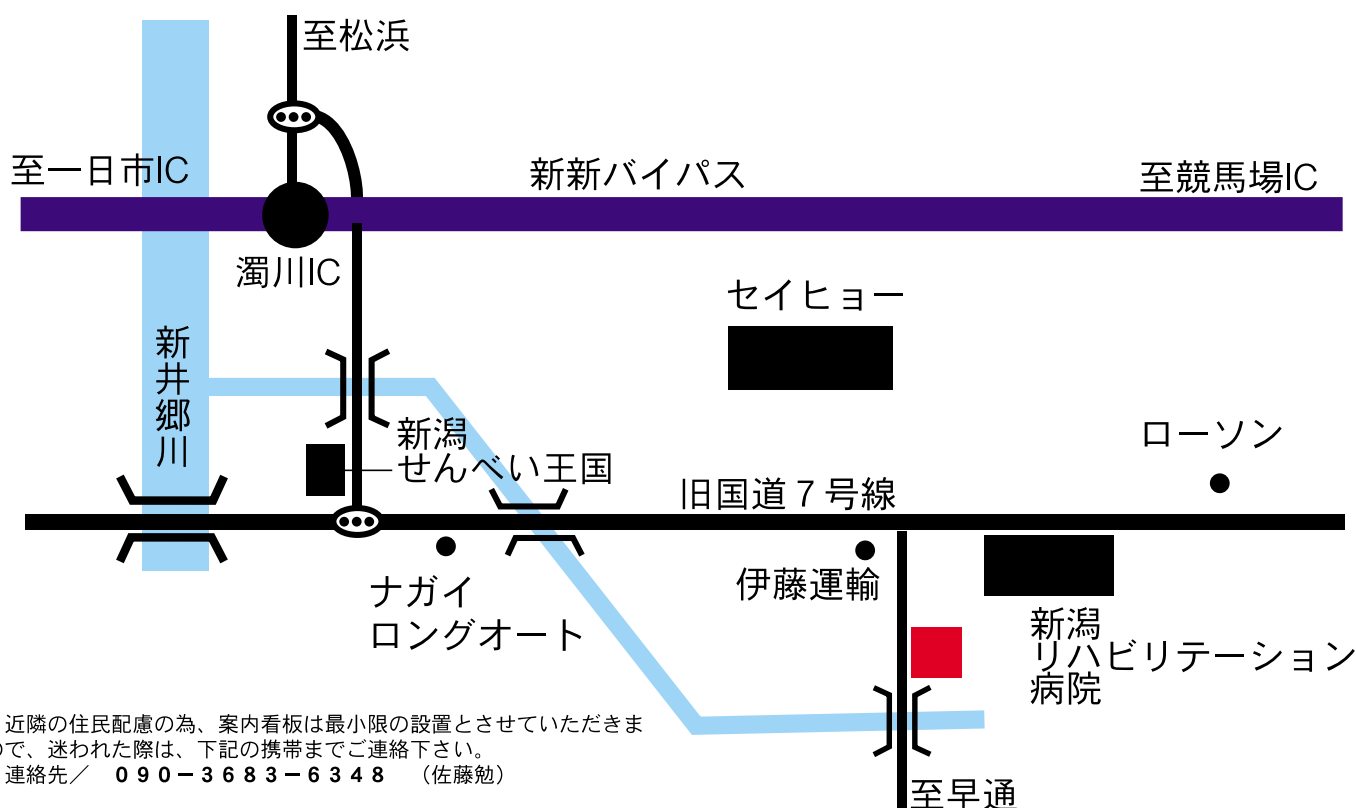 至松浜
至一日市IC
新新バイパス
至競馬場IC
濁川IC
セイヒョー
新井郷川
新潟
せんべい王国
ローソン
旧国道７号線
ナガイ
ロングオート
伊藤運輸
新潟
リハビリテーション
病院
近隣の住民配慮の為、案内看板は最小限の設置とさせていただきま
ので、迷われた際は、下記の携帯までご連絡下さい。
連絡先／　０９０－３６８３－６３４８　（佐藤勉）
至早通